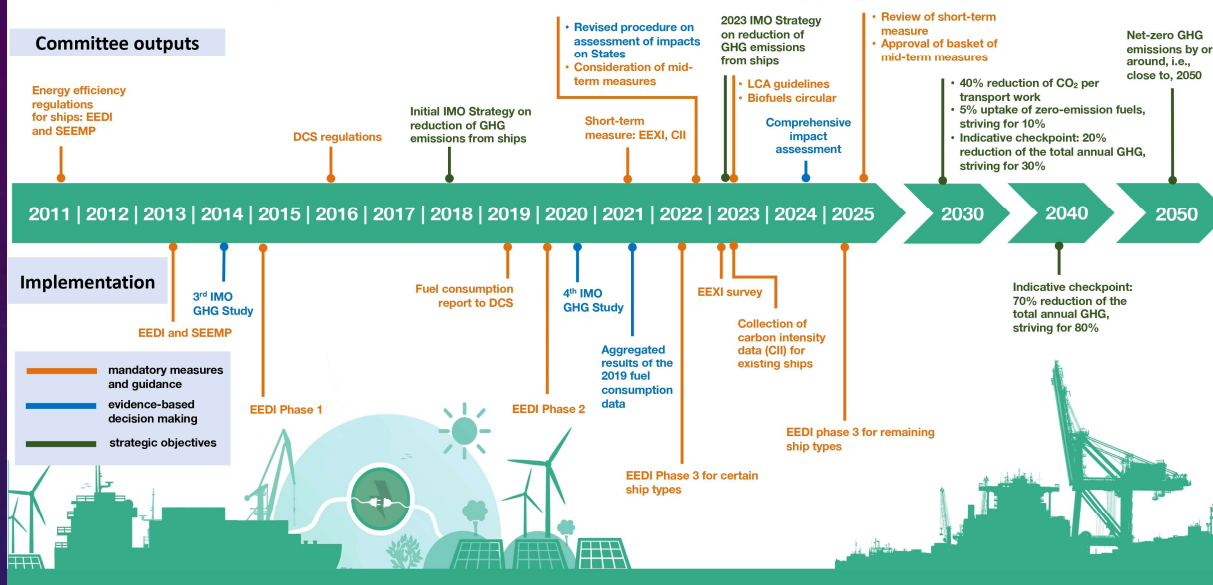 Committee outputs
Energy efficiency
regulations
for ships: EEDI
and SEEMP
DCS regulations
Initial IMO Strategy on
reduction of GHG
emissions from ships
• Revised procedure on
assessment of impacts
on States
• Consideration of mid-
term measures
Short-term
measure: EEXI, CII
2023 IMO Strategy
on reduction of
GHG emissions
from ships
• LCA guidelines
• Biofuels circular
Comprehensive
impact
assessment
• Review of short-term
measure
• Approval of basket of
mid-term measures
• 40% reduction of CO₂ per
transport work
• 5% uptake of zero-emission fuels,
striving for 10%
• Indicative checkpoint: 20%
reduction of the total annual GHG,
striving for 30%
Net-zero GHG
emissions by or
around, i.e.,
close to, 2050
2011 | 2012 | 2013 | 2014 | 2015 | 2016 | 2017 | 2018 | 2019 | 2020 | 2021 | 2022 | 2023 | 2024 | 2025
2030
2040
2050
Implementation
EEDI and SEEMP
3rd IMO
GHG Study
EEDI Phase 1
Fuel consumption
report to DCS
EEDI Phase 2
4th IMO
GHG Study
Aggregated
results of the
2019 fuel
consumption
data
EEDI Phase 3 for certain
ship types
EEXI survey
Collection of
carbon intensity
data (CII) for
existing ships
EEDI phase 3 for remaining
ship types
Indicative checkpoint:
70% reduction of the
total annual GHG,
striving for 80%
mandatory measures
and guidance
evidence-based
decision making
strategic objectives